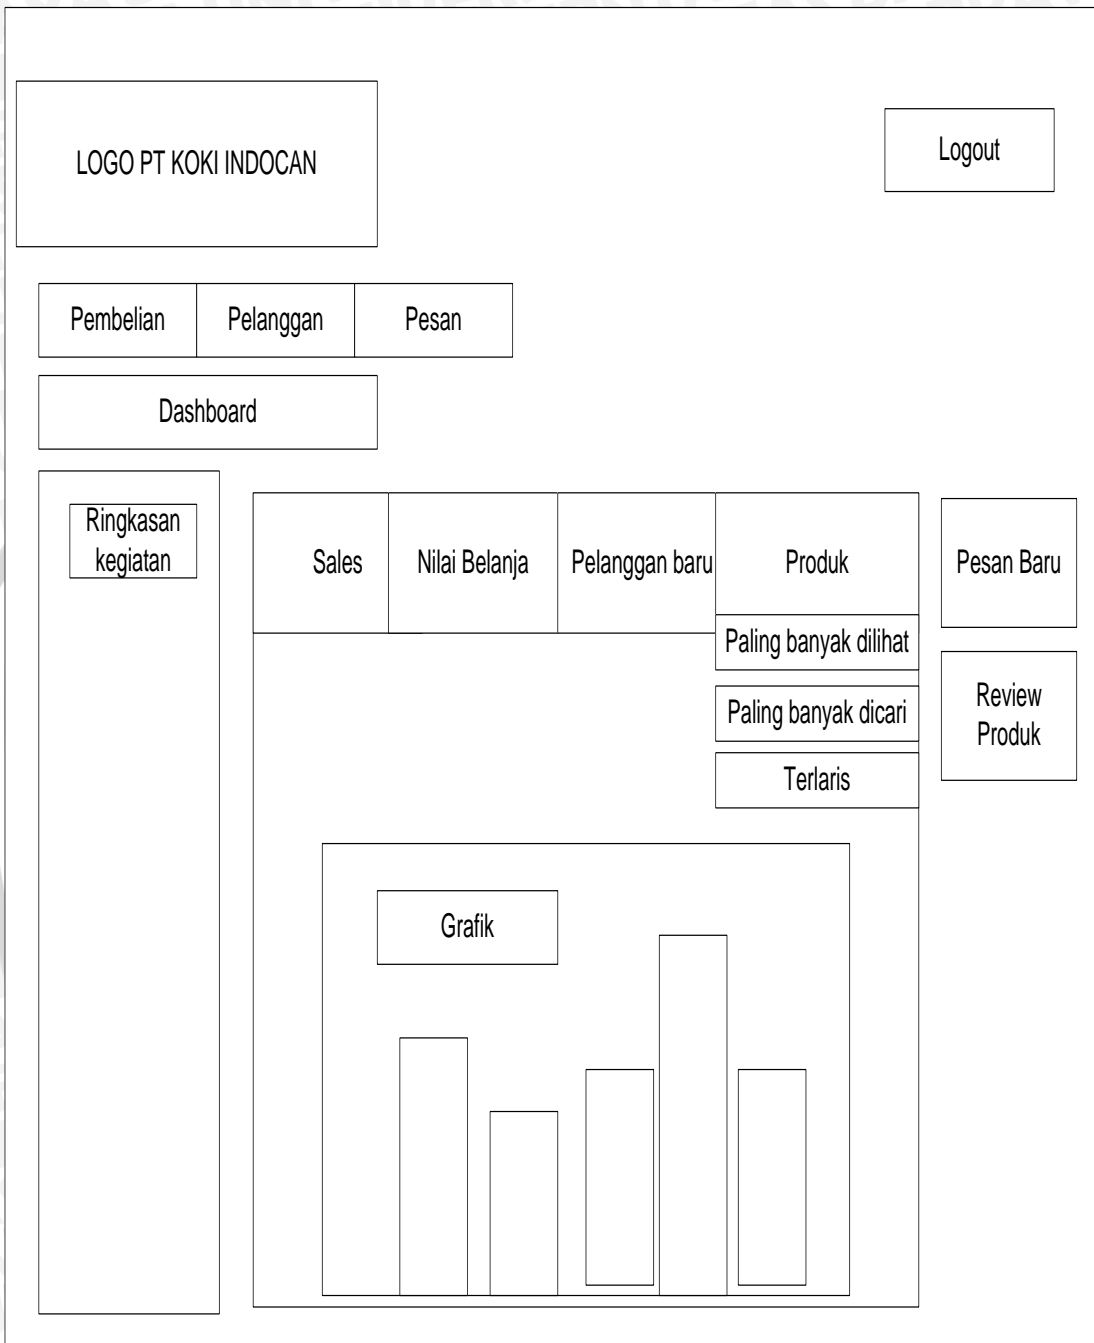 LOGO PT KOKI INDOCAN
Logout
Pembelian
Pelanggan
Pesan
Dashboard
Ringkasan
kegiatan
Sales
Nilai Belanja
Pelanggan baru
Produk
Paling banyak dilihat
Paling banyak dicari
Terlaris
Pesan Baru
Review
Produk
Grafik